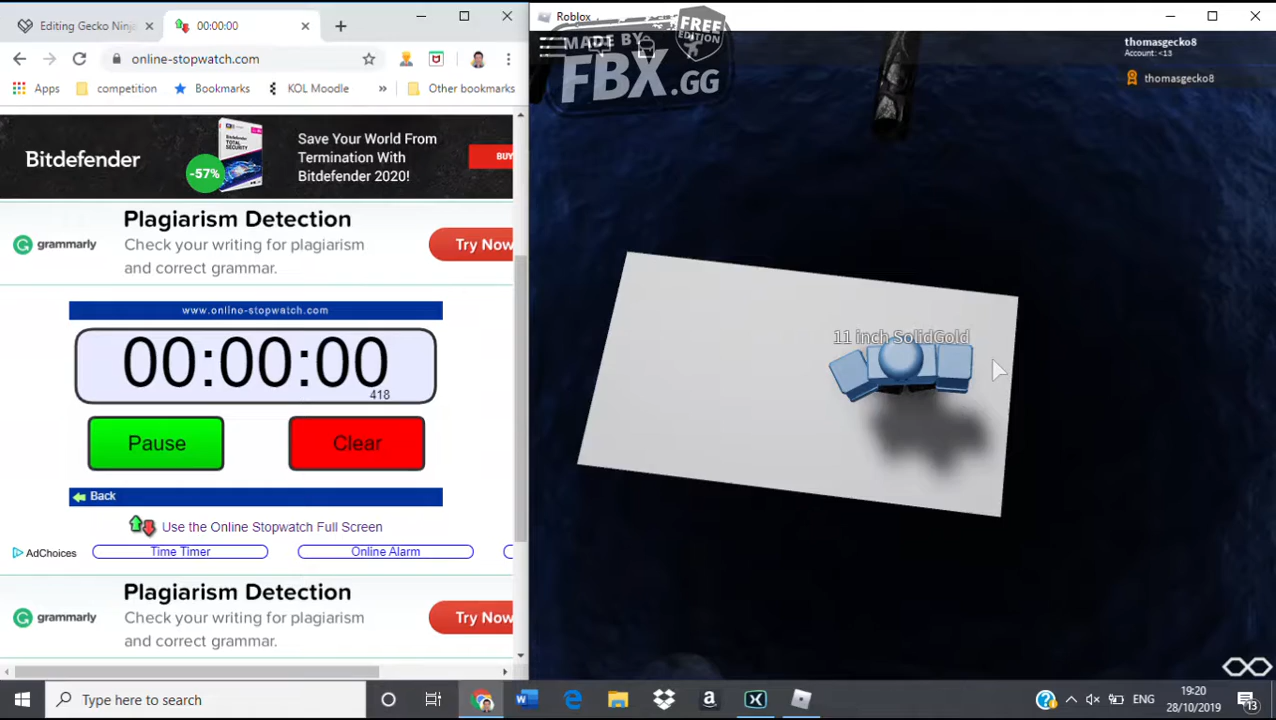 Editing Gecko Ninja
00:00:00
online-stopwatch.com
Apps
competition
Bookmarks
KOL Moodle
»
Other bookmarks
Bitdefender
-57%
Save Your World From
Termination With
Bitdefender 2020!
BUY
Plagiarism Detection
grammarly
Check your writing for plagiarism
and correct grammar.
Try Now
www.online-stopwatch.com
00:00:00
418
Pause
Clear
Back
Use the Online Stopwatch Full Screen
AdChoices
Time Timer
Online Alarm
Plagiarism Detection
grammarly
Check your writing for plagiarism
and correct grammar.
Try Now
Roblox
MADE BY
FREE
EDITION
FBX.GG
thomasgecko8
Account: <13
thomasgecko8
11 inch SolidGold
Type here to search
ENG
19:20
28/10/2019
13